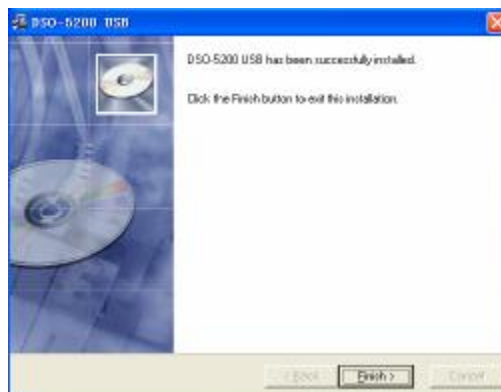 DSO-5200 USB
DSO-5200 USB has been successfully installed.
Click the Finish button to exit this installation.
< Back
Finish >
Cancel